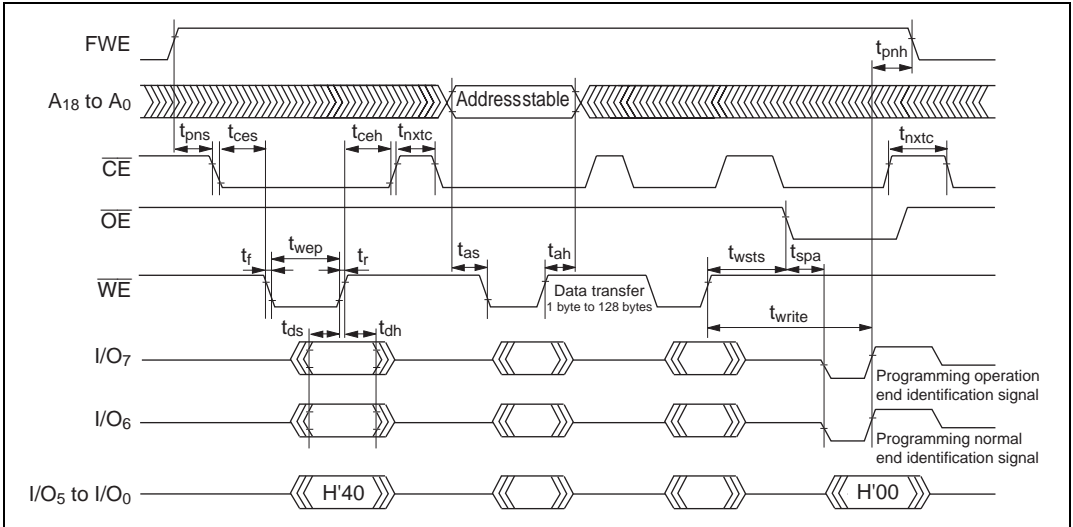 FWE
tpnh
A18 to A0
Addressstable
tpns
tces
tceh
tnxtc
tnxtc
CE
OE
tf
twep
tr
tas
tah
twsts
tspa
WE
Data transfer
1 byte to 128 bytes
twrite
tds
tdh
I/O7
Programming operation
end identification signal
I/O6
Programming normal
end identification signal
I/O5 to I/O0
H'40
H'00